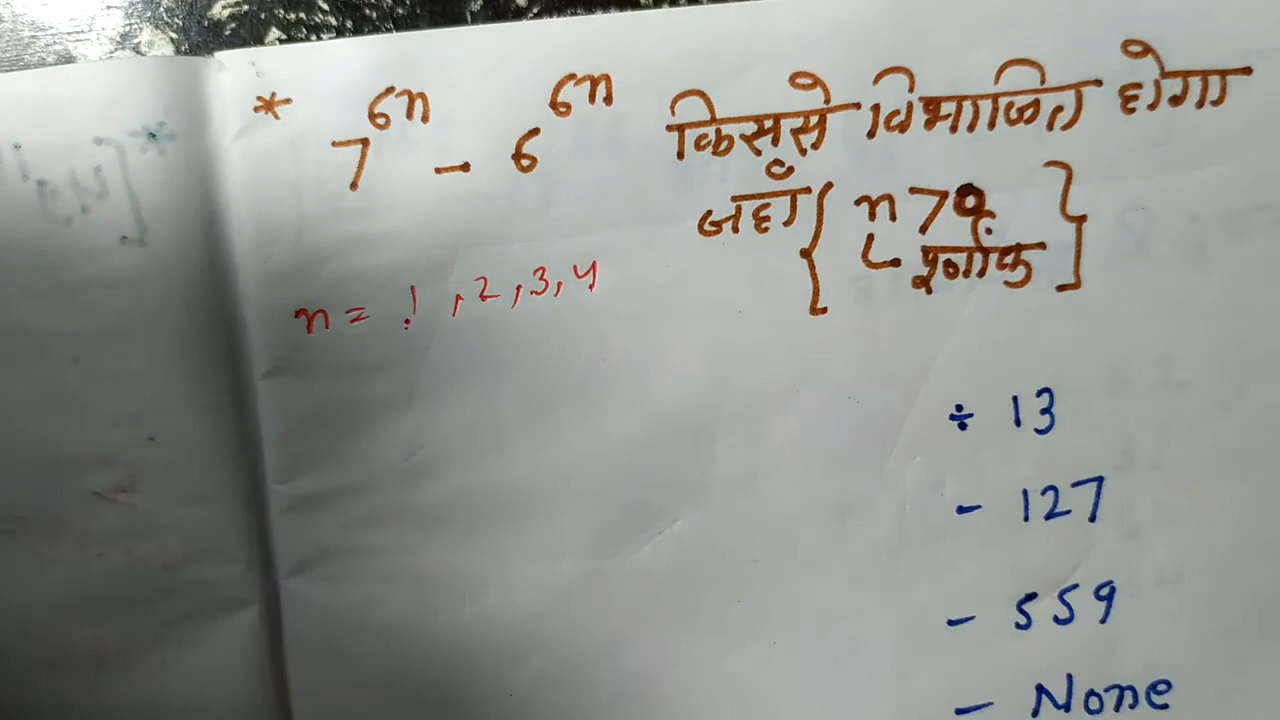 * 7^6n - 6^6n किससे विभाजित होगा
जहाँ { n > 0
पूर्णांक }
n = 1, 2, 3, 4
÷ 13
- 127
- 559
- None